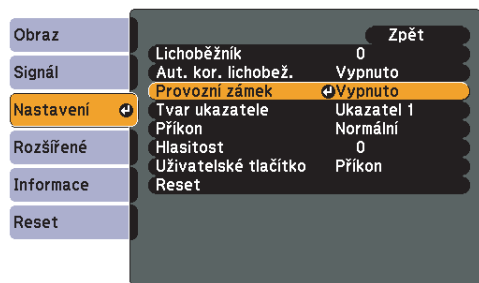 Obraz
Signál
Nastavení
Rozšířené
Informace
Reset
Zpět
Lichoběžník 0
Aut. kor. lichobež. Vypnuto
Provozní zámek Vypnuto
Tvar ukazatele Ukazatel 1
Příkon Normální
Hlasitost 0
Uživatelské tlačítko Příkon
Reset